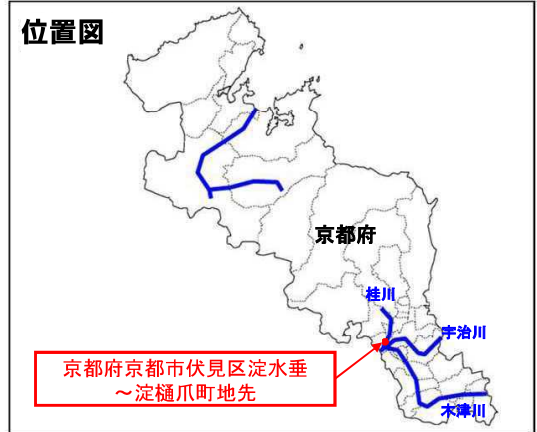 位置図
京都府
桂川
宇治川
京都府京都市伏見区淀水垂
～淀樋爪町地先
木津川